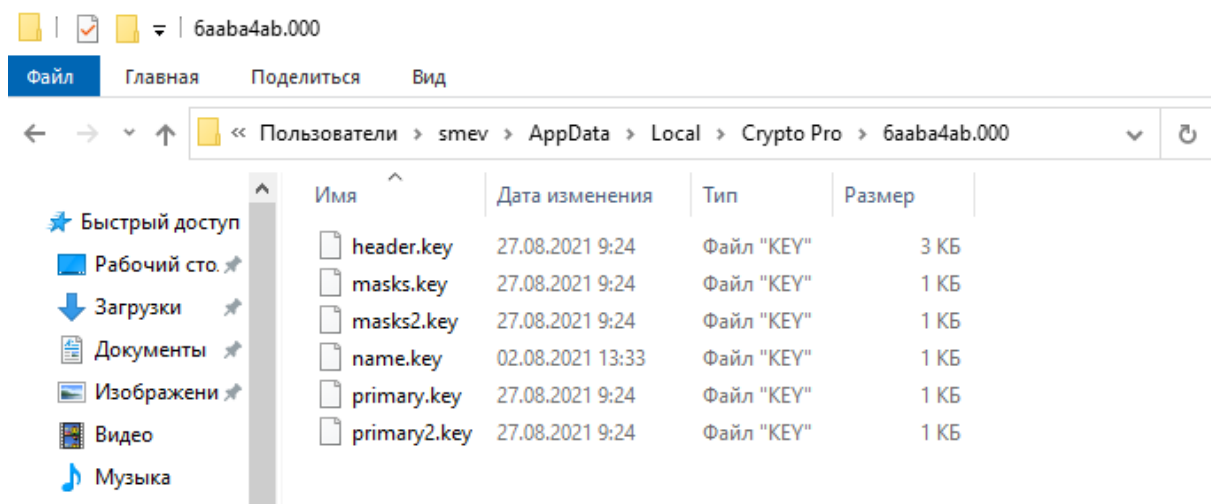 6aaba4ab.000
Файл Главная Поделиться Вид
« Пользователи > smev > AppData > Local > Crypto Pro > 6aaba4ab.000
Быстрый доступ
Рабочий сто.
Загрузки
Документы
Изображени
Видео
Музыка
Имя Дата изменения Тип Размер
header.key 27.08.2021 9:24 Файл "KEY" 3 КБ
masks.key 27.08.2021 9:24 Файл "KEY" 1 КБ
masks2.key 27.08.2021 9:24 Файл "KEY" 1 КБ
name.key 02.08.2021 13:33 Файл "KEY" 1 КБ
primary.key 27.08.2021 9:24 Файл "KEY" 1 КБ
primary2.key 27.08.2021 9:24 Файл "KEY" 1 КБ